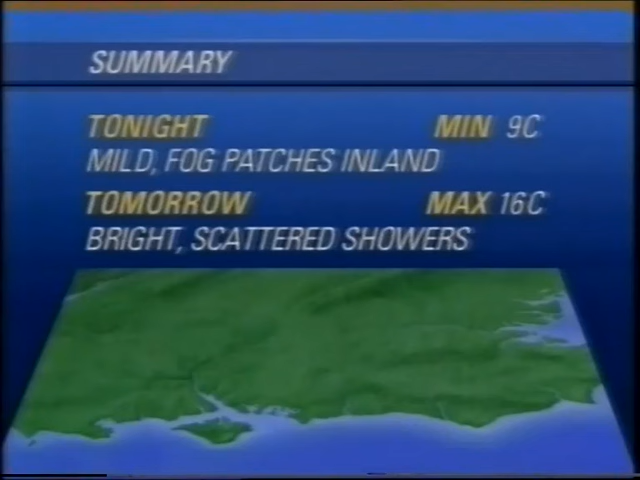 SUMMARY
TONIGHT MIN 9C
MILD, FOG PATCHES INLAND
TOMORROW MAX 16C
BRIGHT, SCATTERED SHOWERS